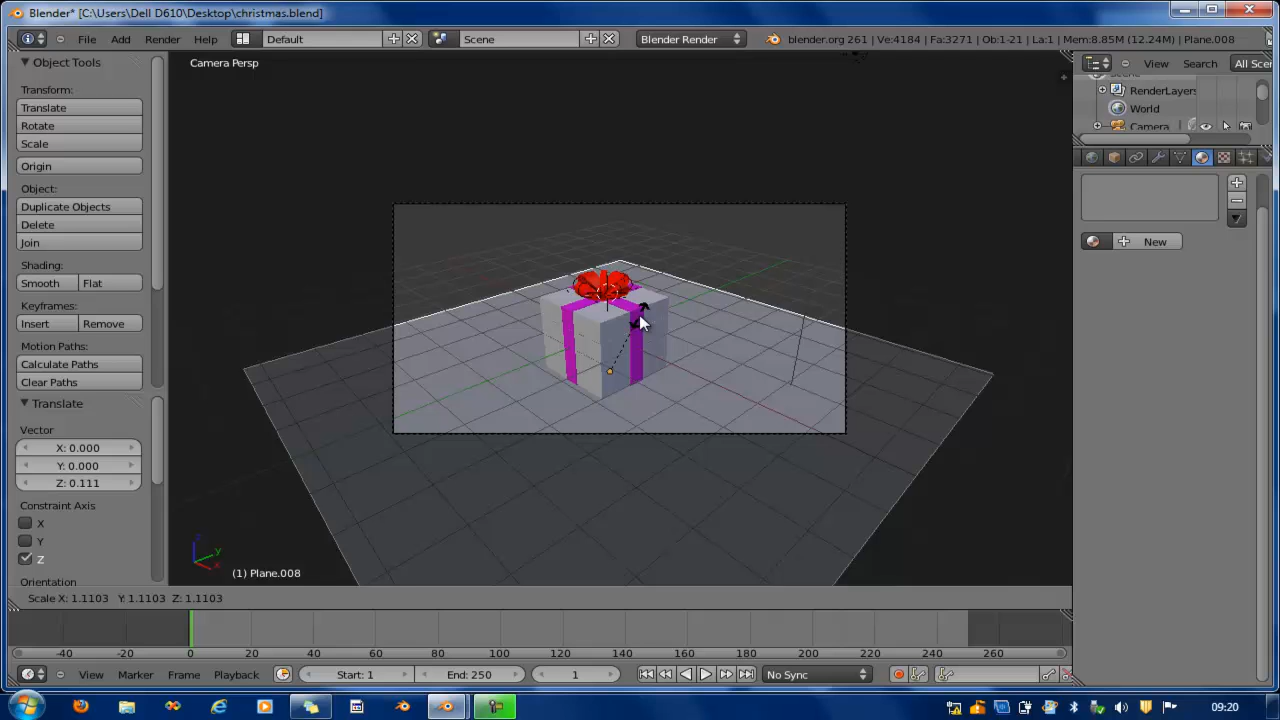 Blender* [C:\Users\Dell D610\Desktop\christmas.blend]
File Add Render Help Default Scene Blender Render blender.org 261 | Ve:4184 | Fa:3271 | Ob:1-21 | La:1 | Mem:8.85M (12.24M) | Plane.008
Object Tools
Camera Persp
View Search All Scen
Transform:
Translate
Rotate
Scale
Origin
Object:
Duplicate Objects
Delete
Join
Shading:
Smooth Flat
Keyframes:
Insert Remove
Motion Paths:
Calculate Paths
Clear Paths
Translate
Vector
X: 0.000
Y: 0.000
Z: 0.111
Constraint Axis
X
Y
Z
Orientation
z
y
x
(1) Plane.008
RenderLayers
World
Camera
New
Scale X: 1.1103 Y: 1.1103 Z: 1.1103
-40 -20 0 20 40 60 80 100 120 140 160 180 200 220 240 260
View Marker Frame Playback Start: 1 End: 250 1 No Sync
09:20